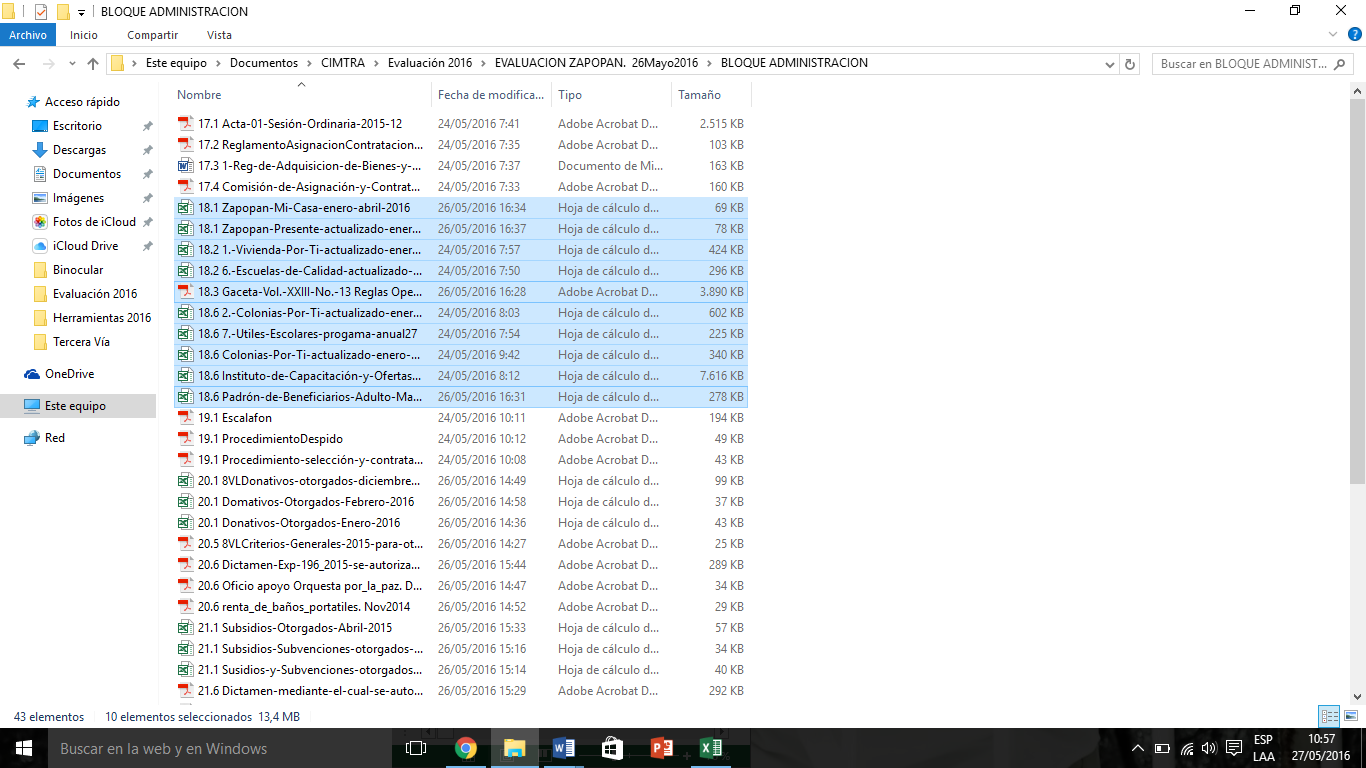 BLOQUE ADMINISTRACION
Archivo Inicio Compartir Vista
Este equipo Documentos CIMTRA Evaluación 2016 EVALUACION ZAPOPAN. 26Mayo2016 BLOQUE ADMINISTRACION Buscar en BLOQUE ADMINIST...
Acceso rápido
Escritorio
Descargas
Documentos
Imágenes
Fotos de iCloud
iCloud Drive
Binocular
Evaluación 2016
Herramientas 2016
Tercera Vía
OneDrive
Este equipo
Red
Nombre Fecha de modifica... Tipo Tamaño
17.1 Acta-01-Sesión-Ordinaria-2015-12 24/05/2016 7:41 Adobe Acrobat D... 2.515 KB
17.2 ReglamentoAsignacionContratacion... 24/05/2016 7:35 Adobe Acrobat D... 103 KB
17.3 1-Reg-de-Adquisicion-de-Bienes-y-... 24/05/2016 7:37 Documento de Mi... 163 KB
17.4 Comisión-de-Asignación-y-Contrat... 24/05/2016 7:33 Adobe Acrobat D... 160 KB
18.1 Zapopan-Mi-Casa-enero-abril-2016 26/05/2016 16:34 Hoja de cálculo d... 69 KB
18.1 Zapopan-Presente-actualizado-ener... 26/05/2016 16:37 Hoja de cálculo d... 78 KB
18.2 1.-Vivienda-Por-Ti-actualizado-ener... 24/05/2016 7:57 Hoja de cálculo d... 424 KB
18.2 6.-Escuelas-de-Calidad-actualizado-... 24/05/2016 7:50 Hoja de cálculo d... 296 KB
18.3 Gaceta-Vol.-XXIII-No.-13 Reglas Ope... 26/05/2016 16:28 Adobe Acrobat D... 3.890 KB
18.6 2.-Colonias-Por-Ti-actualizado-ener... 24/05/2016 8:03 Hoja de cálculo d... 602 KB
18.6 7.-Utiles-Escolares-progama-anual27 24/05/2016 7:54 Hoja de cálculo d... 225 KB
18.6 Colonias-Por-Ti-actualizado-enero-... 24/05/2016 9:42 Hoja de cálculo d... 340 KB
18.6 Instituto-de-Capacitación-y-Ofertas... 24/05/2016 8:12 Hoja de cálculo d... 7.616 KB
18.6 Padrón-de-Beneficiarios-Adulto-Ma... 26/05/2016 16:31 Hoja de cálculo d... 278 KB
19.1 Escalafon 24/05/2016 10:11 Adobe Acrobat D... 194 KB
19.1 ProcedimientoDespido 24/05/2016 10:12 Adobe Acrobat D... 49 KB
19.1 Procedimiento-selección-y-contrata... 24/05/2016 10:08 Adobe Acrobat D... 43 KB
20.1 8VLDonativos-otorgados-diciembre... 26/05/2016 14:49 Hoja de cálculo d... 99 KB
20.1 Domativos-Otorgados-Febrero-2016 26/05/2016 14:58 Hoja de cálculo d... 37 KB
20.1 Donativos-Otorgados-Enero-2016 26/05/2016 14:36 Hoja de cálculo d... 43 KB
20.5 8VLCriterios-Generales-2015-para-ot... 26/05/2016 14:27 Adobe Acrobat D... 25 KB
20.6 Dictamen-Exp-196_2015-se-autoriza... 26/05/2016 15:44 Adobe Acrobat D... 289 KB
20.6 Oficio apoyo Orquesta por_la_paz. D... 26/05/2016 14:47 Adobe Acrobat D... 34 KB
20.6 renta_de_baños_portatiles. Nov2014 26/05/2016 14:52 Adobe Acrobat D... 29 KB
21.1 Subsidios-Otorgados-Abril-2015 26/05/2016 15:33 Hoja de cálculo d... 57 KB
21.1 Subsidios-Subvenciones-otorgados-... 26/05/2016 15:16 Hoja de cálculo d... 34 KB
21.1 Susidios-y-Subvenciones-otorgados... 26/05/2016 15:14 Hoja de cálculo d... 40 KB
21.6 Dictamen-mediante-el-cual-se-auto... 26/05/2016 15:29 Adobe Acrobat D... 292 KB
43 elementos 10 elementos seleccionados 13,4 MB
Buscar en la web y en Windows
ESP
LAA
10:57
27/05/2016